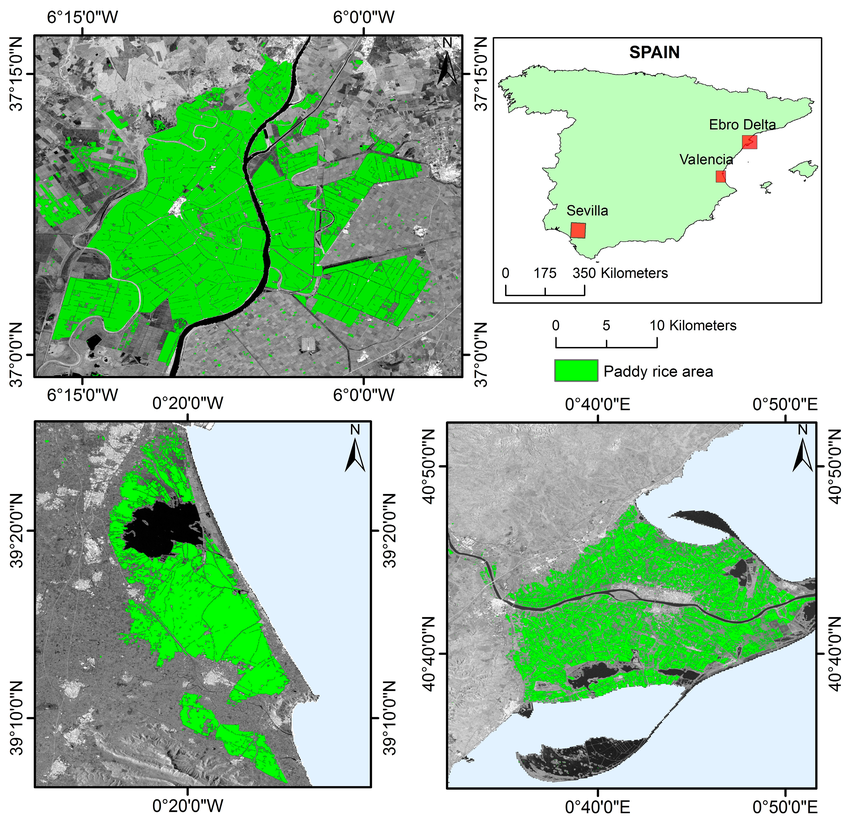 6°15'0"W
6°0'0"W
37°15'0"N
N
37°15'0"N
37°0'0"N
37°0'0"N
6°15'0"W
6°0'0"W
SPAIN
Ebro Delta
Valencia
Sevilla
0 175 350 Kilometers
0 5 10 Kilometers
Paddy rice area
0°20'0"W
39°20'0"N
N
39°20'0"N
39°10'0"N
39°10'0"N
0°20'0"W
0°40'0"E
0°50'0"E
40°50'0"N
N
40°50'0"N
40°40'0"N
40°40'0"N
0°40'0"E
0°50'0"E